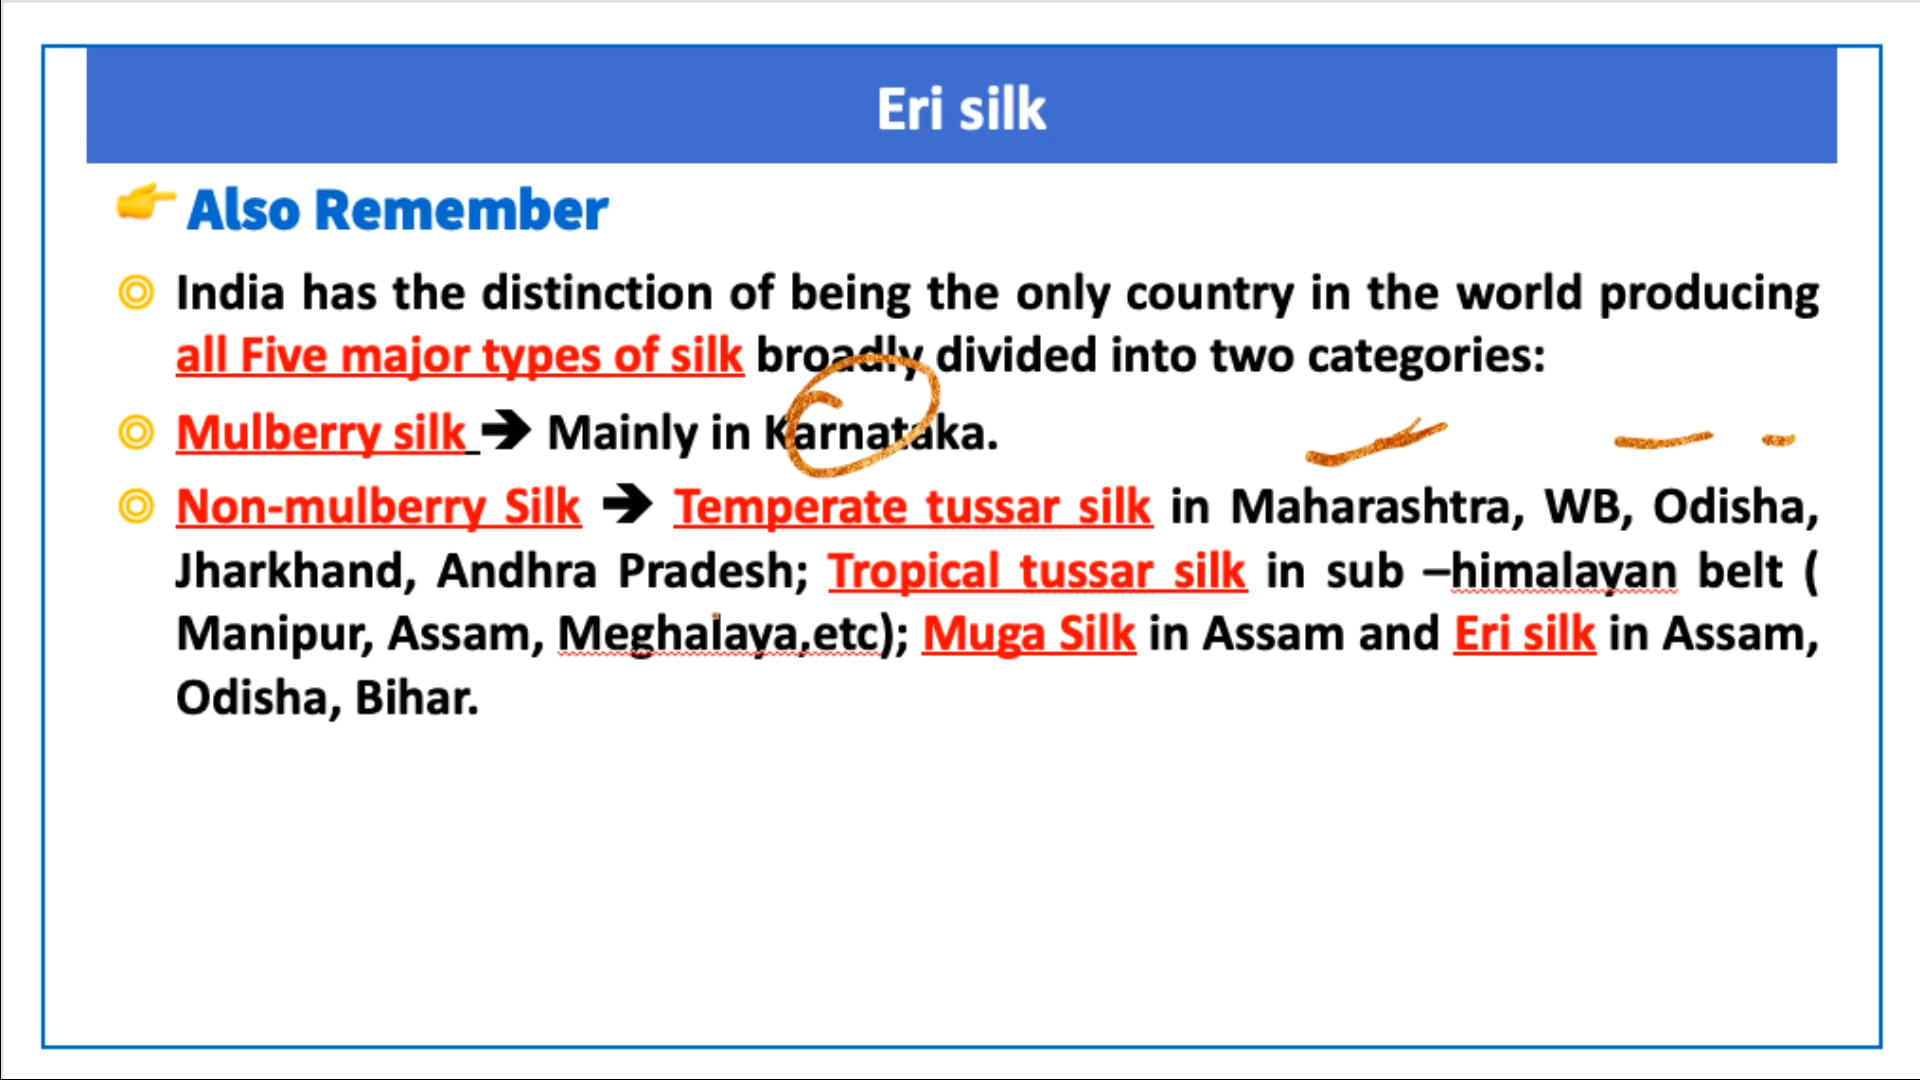 Eri silk
👉 Also Remember
India has the distinction of being the only country in the world producing
all Five major types of silk broadly divided into two categories:
Mulberry silk ➔ Mainly in Karnataka.
Non-mulberry Silk ➔ Temperate tussar silk in Maharashtra, WB, Odisha,
Jharkhand, Andhra Pradesh; Tropical tussar silk in sub –himalayan belt (
Manipur, Assam, Meghalaya,etc); Muga Silk in Assam and Eri silk in Assam,
Odisha, Bihar.